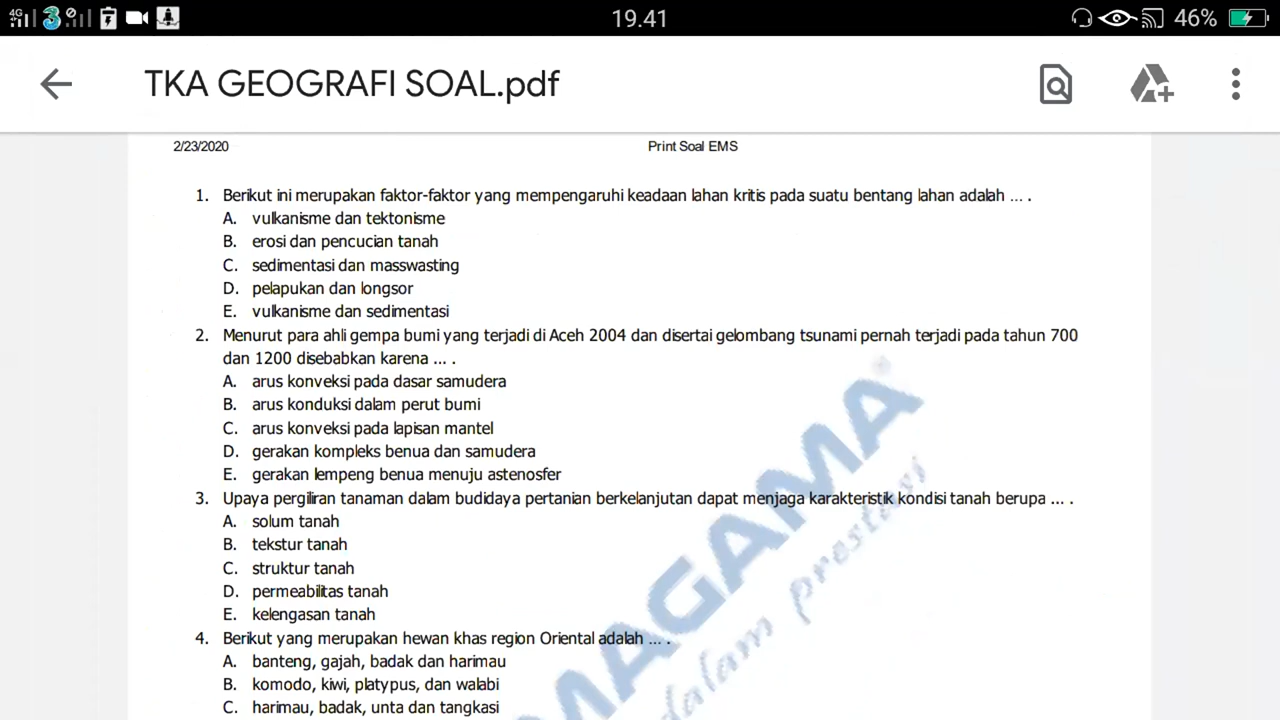 4G 3 19.41 46%
TKA GEOGRAFI SOAL.pdf
2/23/2020 Print Soal EMS
1. Berikut ini merupakan faktor-faktor yang mempengaruhi keadaan lahan kritis pada suatu bentang lahan adalah ... .
A. vulkanisme dan tektonisme
B. erosi dan pencucian tanah
C. sedimentasi dan masswasting
D. pelapukan dan longsor
E. vulkanisme dan sedimentasi
2. Menurut para ahli gempa bumi yang terjadi di Aceh 2004 dan disertai gelombang tsunami pernah terjadi pada tahun 700
dan 1200 disebabkan karena ... .
A. arus konveksi pada dasar samudera
B. arus konduksi dalam perut bumi
C. arus konveksi pada lapisan mantel
D. gerakan kompleks benua dan samudera
E. gerakan lempeng benua menuju astenosfer
3. Upaya pergiliran tanaman dalam budidaya pertanian berkelanjutan dapat menjaga karakteristik kondisi tanah berupa ... .
A. solum tanah
B. tekstur tanah
C. struktur tanah
D. permeabilitas tanah
E. kelengasan tanah
4. Berikut yang merupakan hewan khas region Oriental adalah ... .
A. banteng, gajah, badak dan harimau
B. komodo, kiwi, platypus, dan walabi
C. harimau, badak, unta dan tangkasi
MAGAMA
dalam prestasi